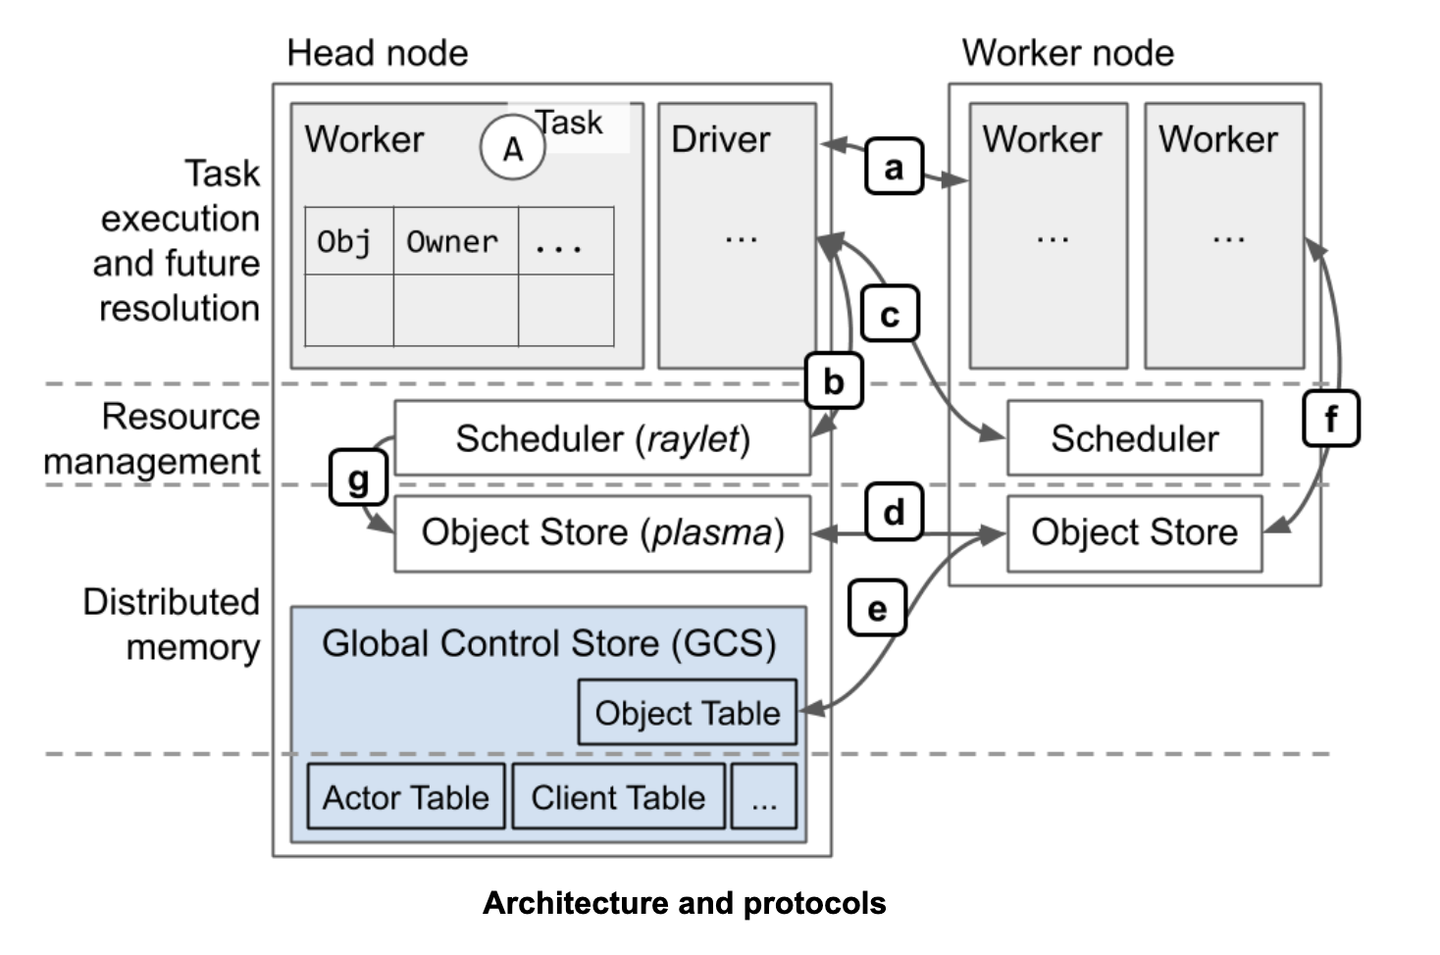 Head node
Worker node
Task
execution
and future
resolution
Worker
A
Task
Obj
Owner
...
Driver
...
a
Worker
...
Worker
...
c
b
Resource
management
Scheduler (raylet)
Scheduler
f
g
d
Object Store (plasma)
Object Store
Distributed
memory
e
Global Control Store (GCS)
Object Table
Actor Table
Client Table
...
Architecture and protocols